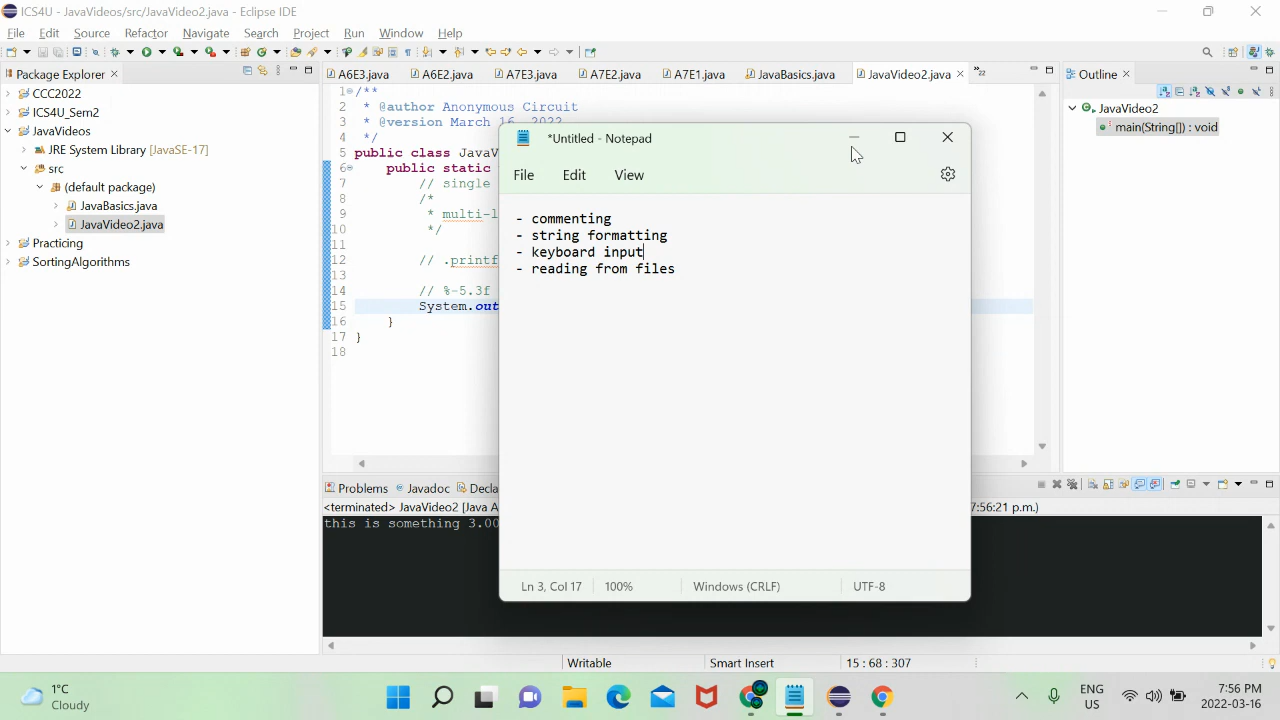 ICS4U - JavaVideos/src/JavaVideo2.java - Eclipse IDE
File Edit Source Refactor Navigate Search Project Run Window Help
Package Explorer
A6E3.java A6E2.java A7E3.java A7E2.java A7E1.java JavaBasics.java JavaVideo2.java 22
Outline
CCC2022
ICS4U_Sem2
JavaVideos
JRE System Library [JavaSE-17]
src
(default package)
JavaBasics.java
JavaVideo2.java
Practicing
SortingAlgorithms
1 /**
2 * @author Anonymous Circuit
3 * @version March 16, 2022
4 */
5 public class JavaV
6 public static
7 // single
8 /*
9 * multi-l
10 */
11
12 // .printf
13
14 // %-5.3f
15 System.out
16 }
17 }
18
*Untitled - Notepad
File Edit View
- commenting
- string formatting
- keyboard input
- reading from files
Ln 3, Col 17 100% Windows (CRLF) UTF-8
JavaVideo2
main(String[]) : void
Problems Javadoc Decla
<terminated> JavaVideo2 [Java A 7:56:21 p.m.)
this is something 3.00
Writable Smart Insert 15 : 68 : 307
1°C
Cloudy
ENG
US
7:56 PM
2022-03-16